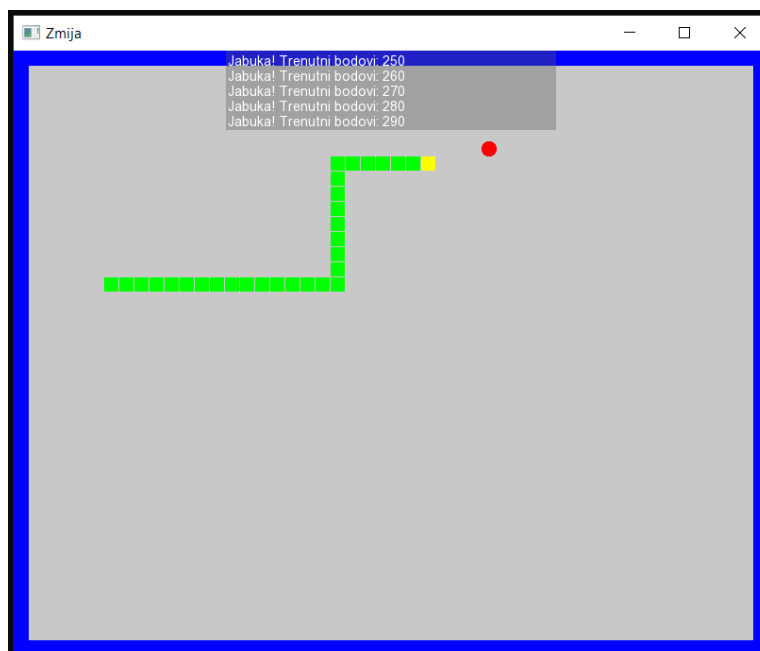 Zmija
Jabuka! Trenutni bodovi: 250
Jabuka! Trenutni bodovi: 260
Jabuka! Trenutni bodovi: 270
Jabuka! Trenutni bodovi: 280
Jabuka! Trenutni bodovi: 290